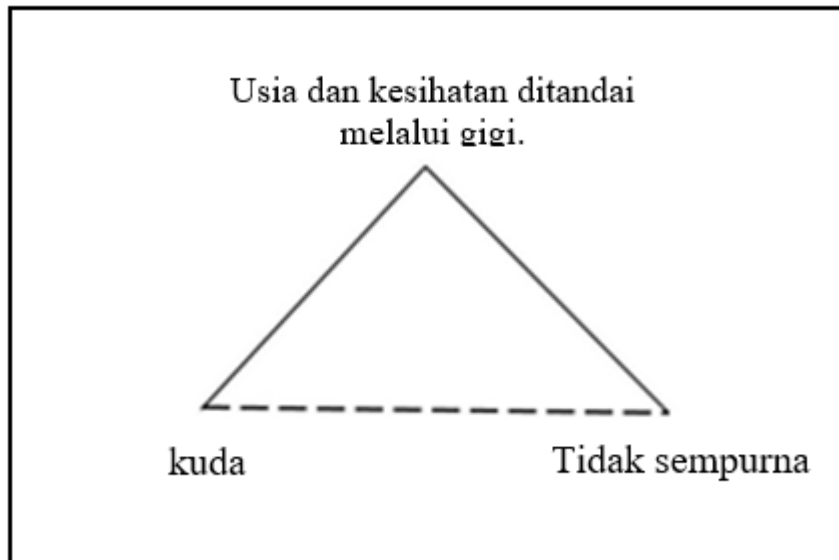 Usia dan kesihatan ditandai
melalui gigi.
kuda
Tidak sempurna